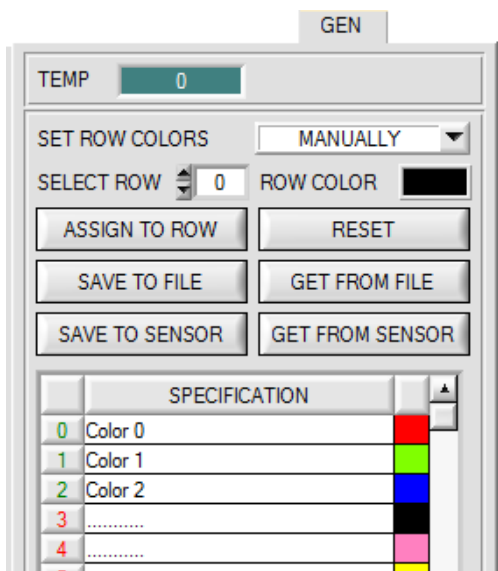 GEN
TEMP 0
SET ROW COLORS MANUALLY
SELECT ROW 0 ROW COLOR
ASSIGN TO ROW RESET
SAVE TO FILE GET FROM FILE
SAVE TO SENSOR GET FROM SENSOR
SPECIFICATION
0 Color 0
1 Color 1
2 Color 2
3 ...........
4 ...........